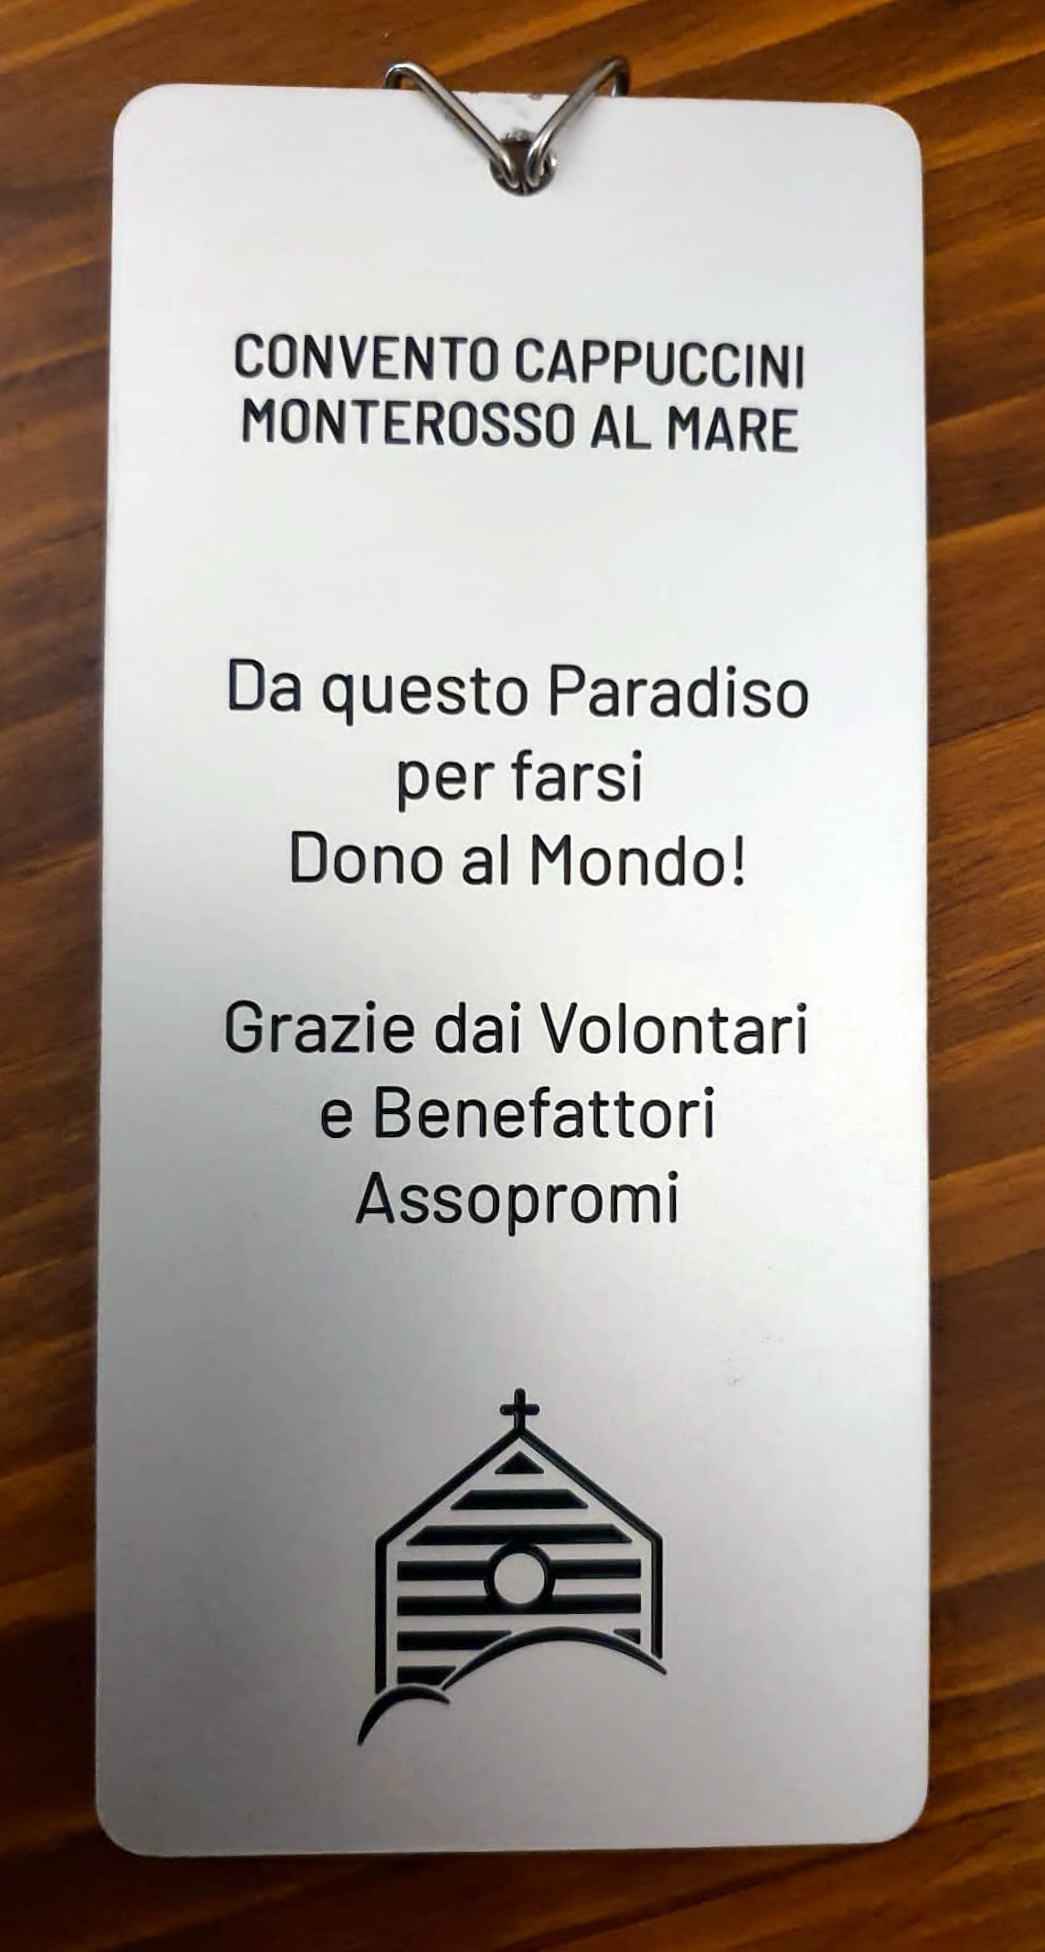 CONVENTO CAPPUCCINI
MONTEROSSO AL MARE
Da questo Paradiso
per farsi
Dono al Mondo!
Grazie dai Volontari
e Benefattori
Assopromi